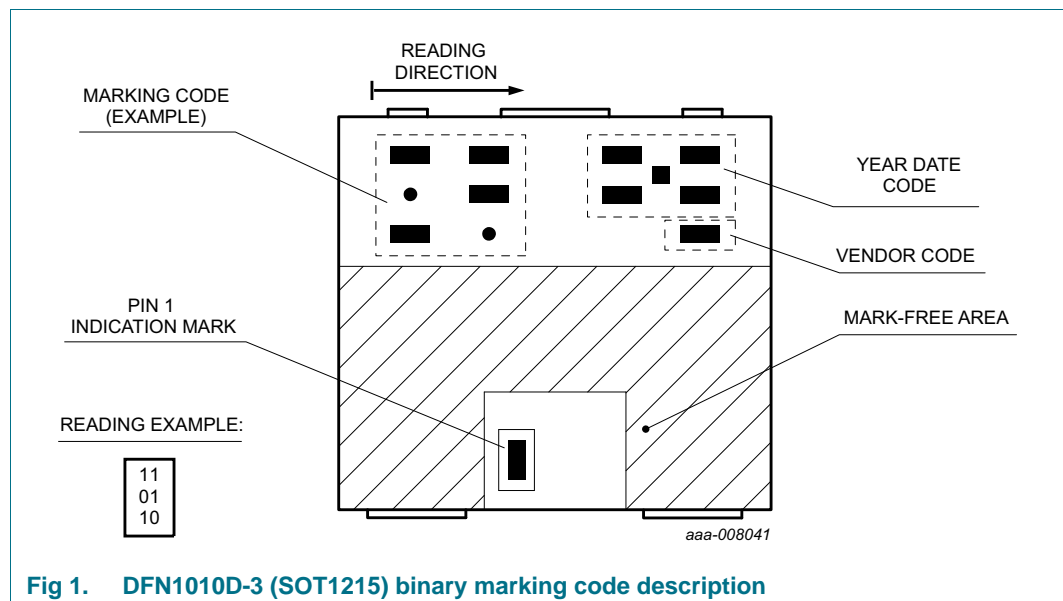 READING
DIRECTION
MARKING CODE
(EXAMPLE)
YEAR DATE
CODE
VENDOR CODE
PIN 1
INDICATION MARK
MARK-FREE AREA
READING EXAMPLE:
11
01
10
aaa-008041
Fig 1. DFN1010D-3 (SOT1215) binary marking code description